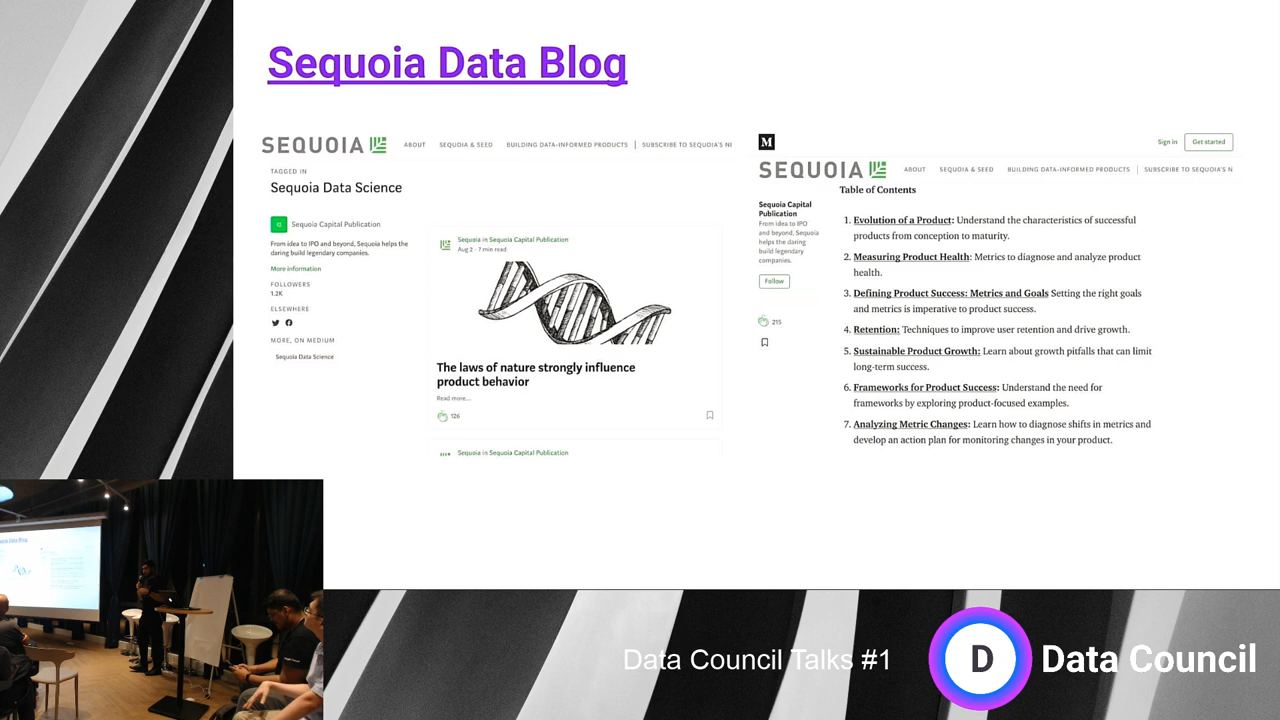 Sequoia Data Blog
SEQUOIA
ABOUT
SEQUOIA & SEED
BUILDING DATA-INFORMED PRODUCTS
SUBSCRIBE TO SEQUOIA'S NE
TAGGED IN
Sequoia Data Science
Sequoia Capital Publication
From idea to IPO and beyond, Sequoia helps the
daring build legendary companies.
More information
FOLLOWERS
1.2K
ELSEWHERE
MORE, ON MEDIUM
Sequoia Data Science
Sequoia in Sequoia Capital Publication
Aug 2 · 7 min read
The laws of nature strongly influence
product behavior
Read more...
126
Sequoia in Sequoia Capital Publication
M
Sign in
Get started
SEQUOIA
ABOUT
SEQUOIA & SEED
BUILDING DATA-INFORMED PRODUCTS
SUBSCRIBE TO SEQUOIA'S N
Sequoia Capital
Publication
From idea to IPO
and beyond, Sequoia
helps the daring
build legendary
companies.
Follow
215
Table of Contents
1. Evolution of a Product: Understand the characteristics of successful
products from conception to maturity.
2. Measuring Product Health: Metrics to diagnose and analyze product
health.
3. Defining Product Success: Metrics and Goals Setting the right goals
and metrics is imperative to product success.
4. Retention: Techniques to improve user retention and drive growth.
5. Sustainable Product Growth: Learn about growth pitfalls that can limit
long-term success.
6. Frameworks for Product Success: Understand the need for
frameworks by exploring product-focused examples.
7. Analyzing Metric Changes: Learn how to diagnose shifts in metrics and
develop an action plan for monitoring changes in your product.
Data Council Talks #1
D
Data Council